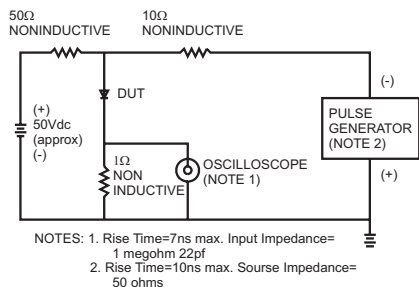 50Ω
NONINDUCTIVE
10Ω
NONINDUCTIVE
(+)
50Vdc
(approx)
(-)
DUT
1Ω
NON
INDUCTIVE
OSCILLOSCOPE
(NOTE 1)
(-)
PULSE
GENERATOR
(NOTE 2)
(+)
NOTES: 1. Rise Time=7ns max. Input Impedance=
1 megohm 22pf
2. Rise Time=10ns max. Sourse Impedance=
50 ohms